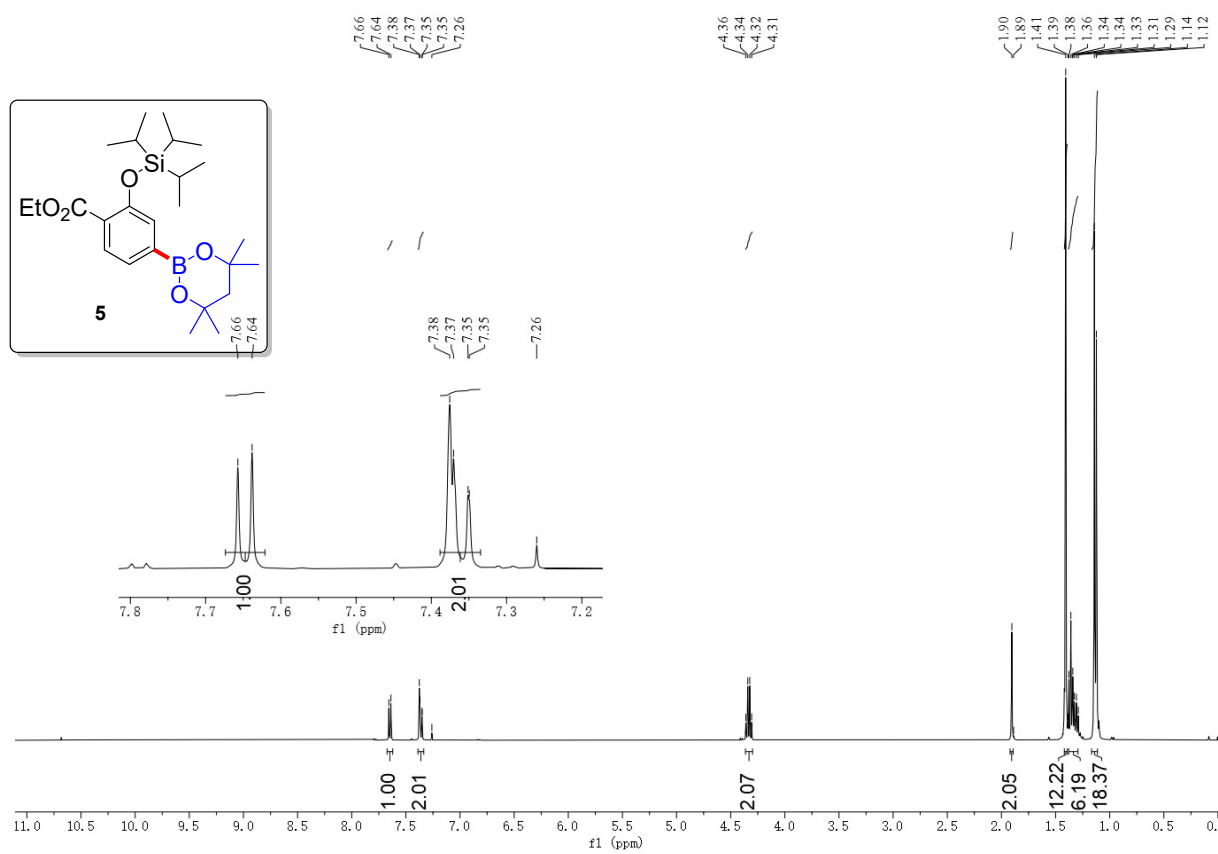 7.66 7.64 7.38 7.37 7.35 7.35 7.26
4.36 4.34 4.32 4.31
1.90 1.89 1.41 1.39 1.38 1.36 1.34 1.34 1.33 1.31 1.29 1.14 1.12
Si
O
EtO2C
B
O
O
5
7.66 7.64
7.38 7.37 7.35 7.35
7.26
1.00
2.01
7.8 7.7 7.6 7.5 7.4 7.3 7.2
f1 (ppm)
1.00 2.01 2.07 2.05 12.22 6.19 18.37
11.0 10.5 10.0 9.5 9.0 8.5 8.0 7.5 7.0 6.5 6.0 5.5 5.0 4.5 4.0 3.5 3.0 2.5 2.0 1.5 1.0 0.5 0.
f1 (ppm)